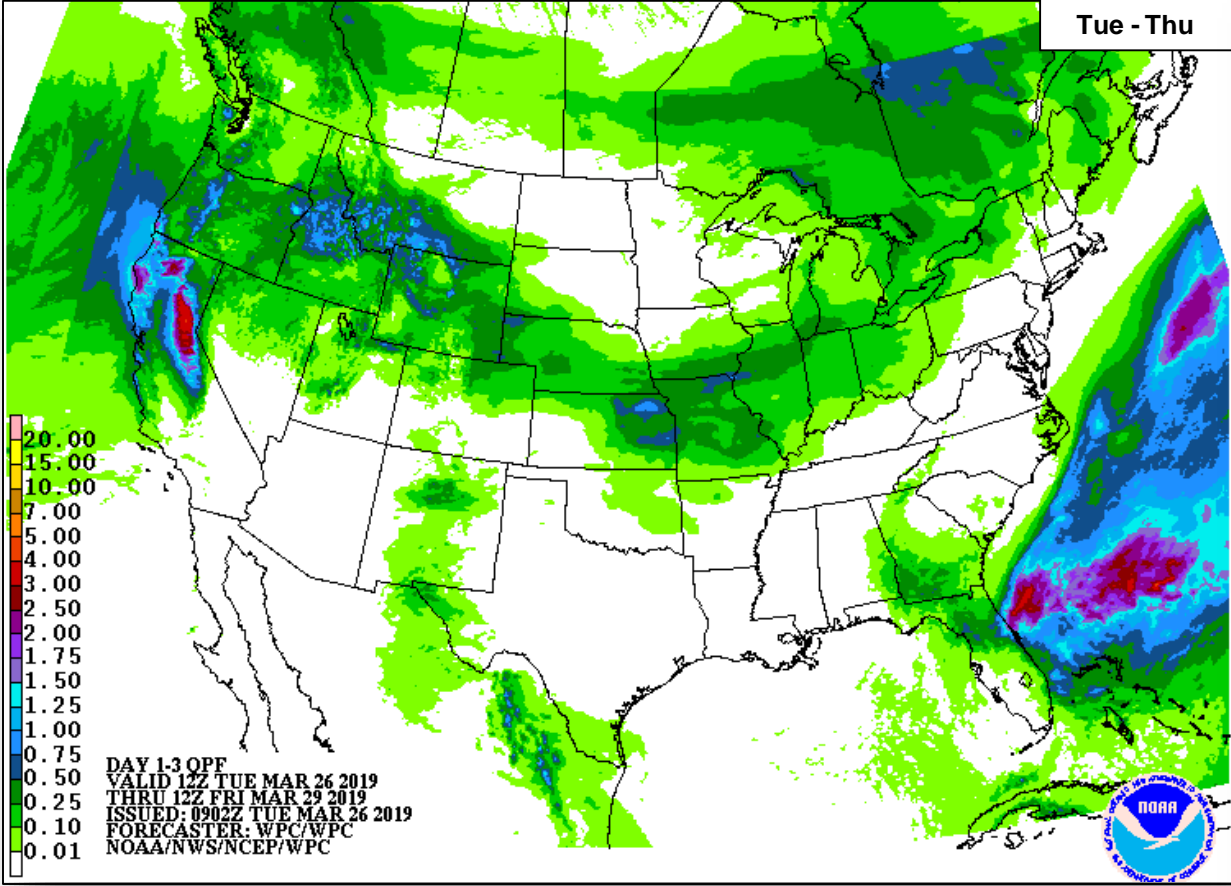 Tue - Thu
20.00
15.00
10.00
7.00
5.00
4.00
3.00
2.50
2.00
1.75
1.50
1.25
1.00
0.75
0.50
0.25
0.10
0.01
DAY 1-3 QPF
VALID 12Z TUE MAR 26 2019
THRU 12Z FRI MAR 29 2019
ISSUED: 0902Z TUE MAR 26 2019
FORECASTER: WPC/WPC
NOAA/NWS/NCEP/WPC
NOAA